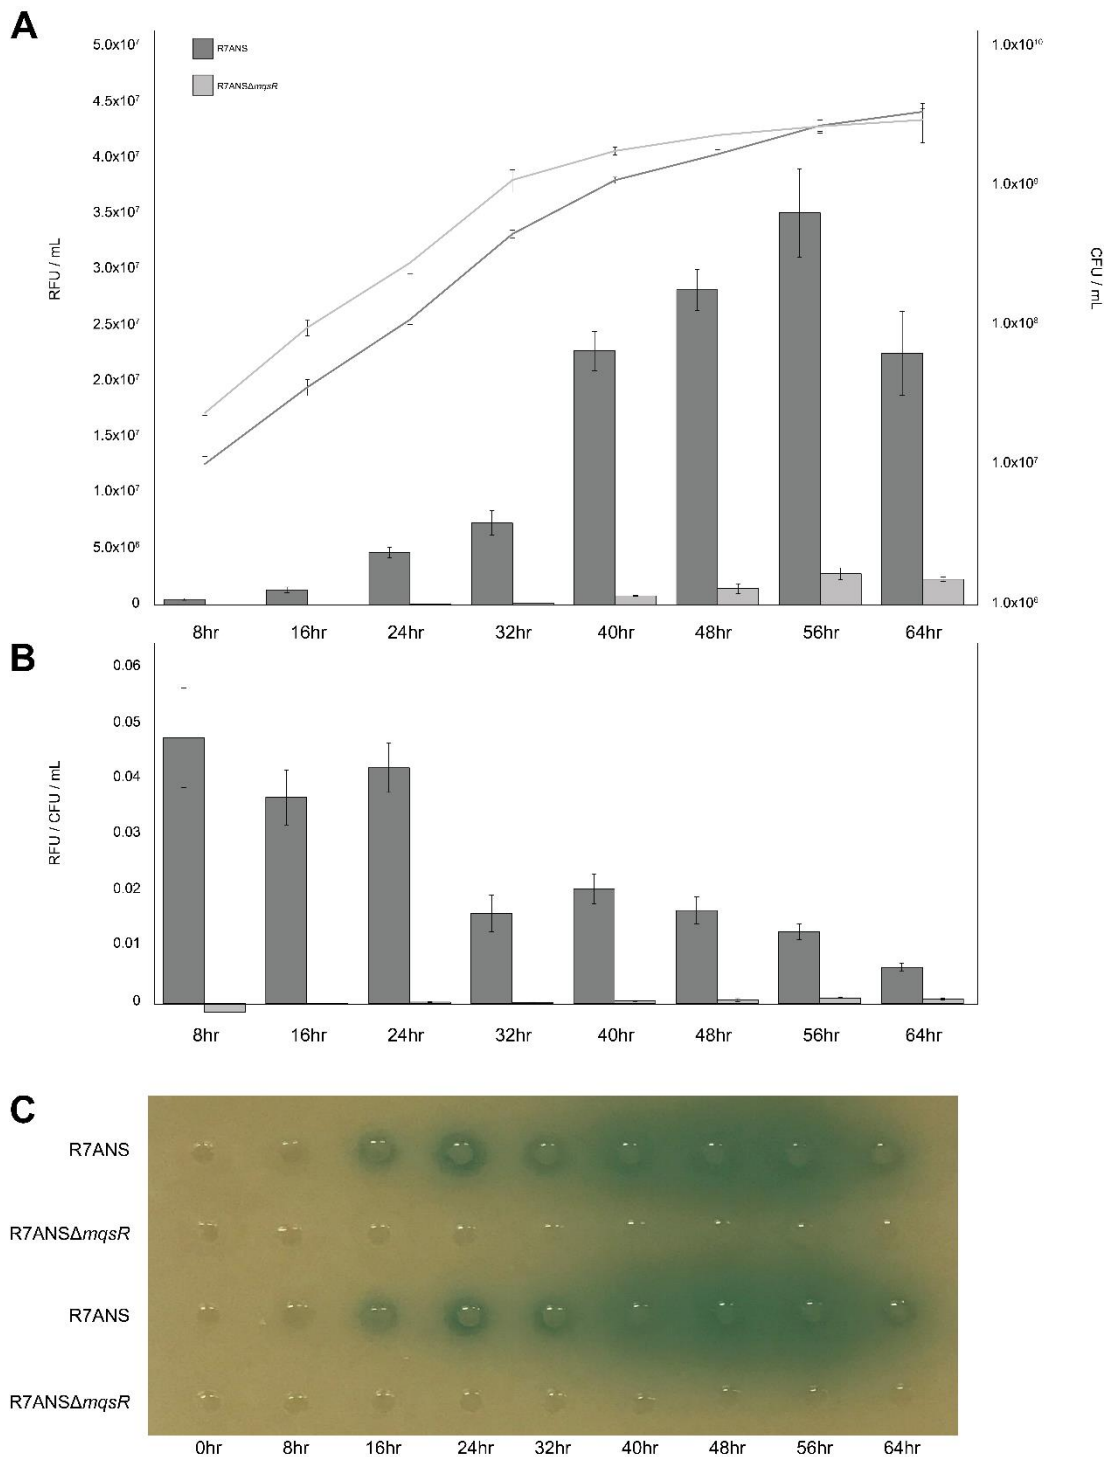 A
5.0x10⁷
4.5x10⁷
4.0x10⁷
3.5x10⁷
3.0x10⁷
2.5x10⁷
2.0x10⁷
1.5x10⁷
1.0x10⁷
5.0x10⁶
0
RFU / mL
R7ANS
R7ANSΔmqsR
1.0x10¹⁰
1.0x10⁹
1.0x10⁸
1.0x10⁷
1.0x10⁶
CFU / mL
8hr 16hr 24hr 32hr 40hr 48hr 56hr 64hr
B
0.06
0.05
0.04
0.03
0.02
0.01
0
RFU / CFU / mL
8hr 16hr 24hr 32hr 40hr 48hr 56hr 64hr
C
R7ANS
R7ANSΔmqsR
R7ANS
R7ANSΔmqsR
0hr 8hr 16hr 24hr 32hr 40hr 48hr 56hr 64hr